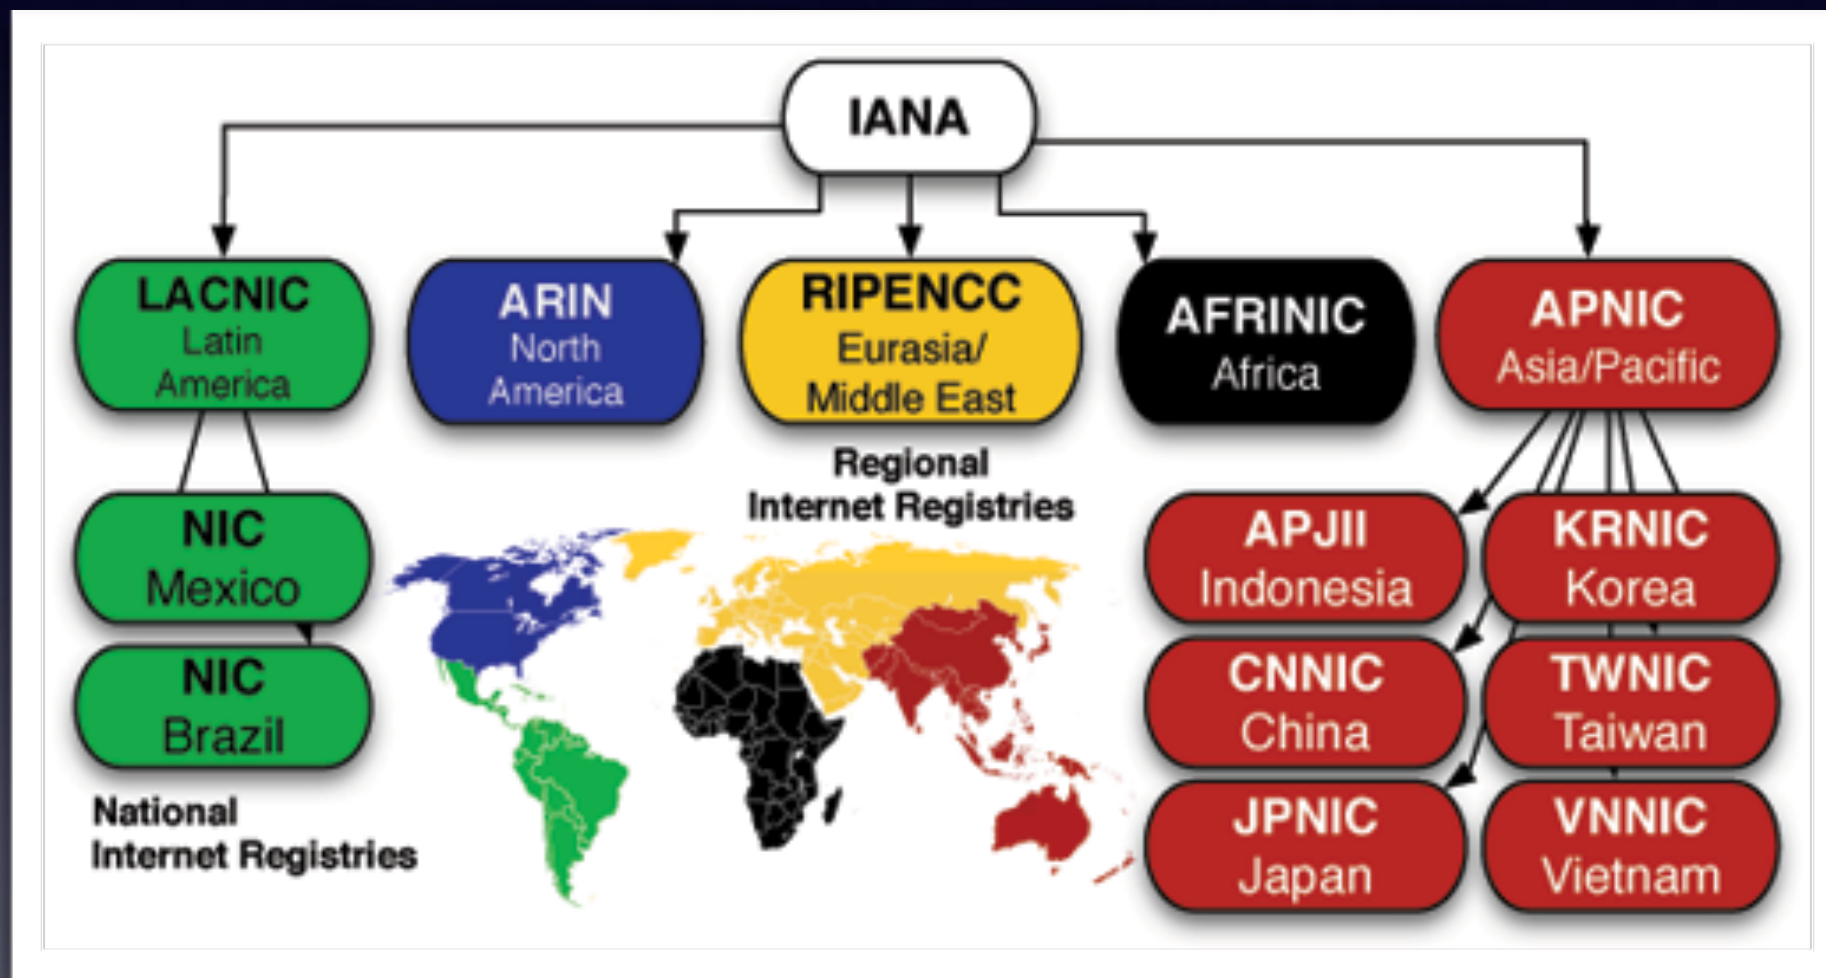 IANA
LACNIC
Latin
America
ARIN
North
America
RIPENCC
Eurasia/
Middle East
AFRINIC
Africa
APNIC
Asia/Pacific
Regional
Internet Registries
NIC
Mexico
NIC
Brazil
National
Internet Registries
APJII
Indonesia
KRNIC
Korea
CNNIC
China
TWNIC
Taiwan
JPNIC
Japan
VNNIC
Vietnam